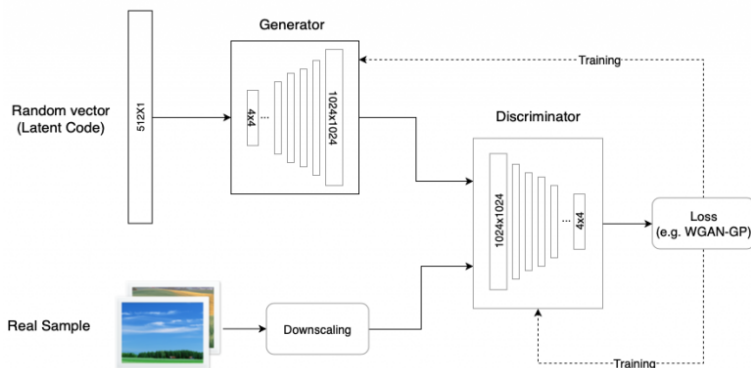 Generator
Training
Random vector
(Latent Code)
512X1
4x4
...
1024x1024
Discriminator
1024x1024
...
4x4
Loss
(e.g. WGAN-GP)
Real Sample
Downscaling
Training